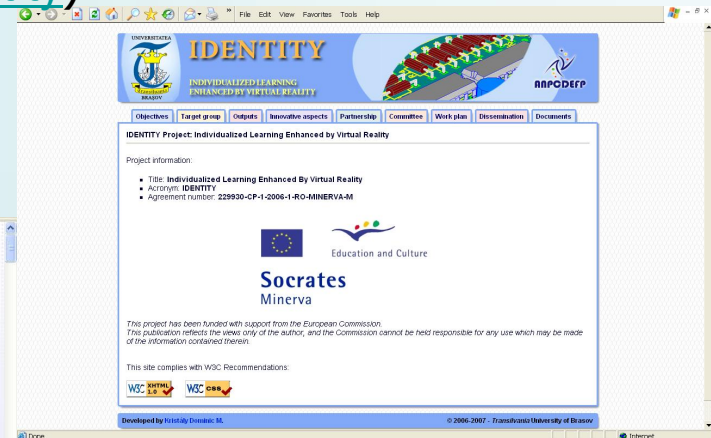 File Edit View Favorites Tools Help
UNIVERSITATEA
Transilvania
BRAȘOV
IDENTITY
INDIVIDUALIZED LEARNING
ENHANCED BY VIRTUAL REALITY
ANPCDEFP
Objectives Target group Outputs Innovative aspects Partnership Committee Work plan Dissemination Documents
IDENTITY Project: Individualized Learning Enhanced by Virtual Reality
Project information:
Title: Individualized Learning Enhanced By Virtual Reality
Acronym: IDENTITY
Agreement number: 229930-CP-1-2006-1-RO-MINERVA-M
Education and Culture
Socrates
Minerva
This project has been funded with support from the European Commission.
This publication reflects the views only of the author, and the Commission cannot be held responsible for any use which may be made
of the information contained therein.
This site complies with W3C Recommendations:
W3C XHTML 1.0 W3C CSS
Developed by Kristály Dominic M. © 2006-2007 - Transilvania University of Brasov
Done Internet